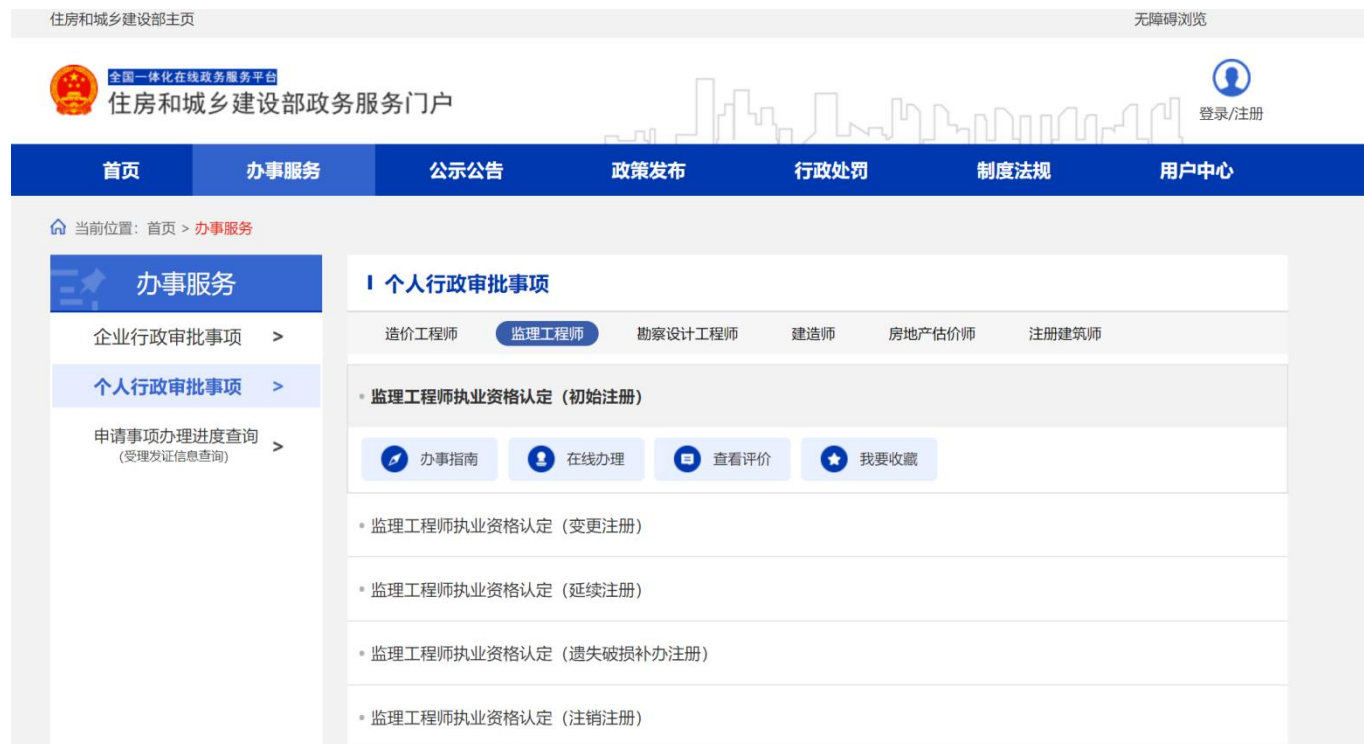 住房和城乡建设部主页 无障碍浏览
全国一体化在线政务服务平台
住房和城乡建设部政务服务门户
登录/注册
首页 办事服务 公示公告 政策发布 行政处罚 制度法规 用户中心
当前位置：首页 > 办事服务
办事服务
企业行政审批事项 >
个人行政审批事项 >
申请事项办理进度查询 >
(受理发证信息查询)
个人行政审批事项
造价工程师 监理工程师 勘察设计工程师 建造师 房地产估价师 注册建筑师
监理工程师执业资格认定（初始注册）
办事指南 在线办理 查看评价 我要收藏
监理工程师执业资格认定（变更注册）
监理工程师执业资格认定（延续注册）
监理工程师执业资格认定（遗失破损补办注册）
监理工程师执业资格认定（注销注册）